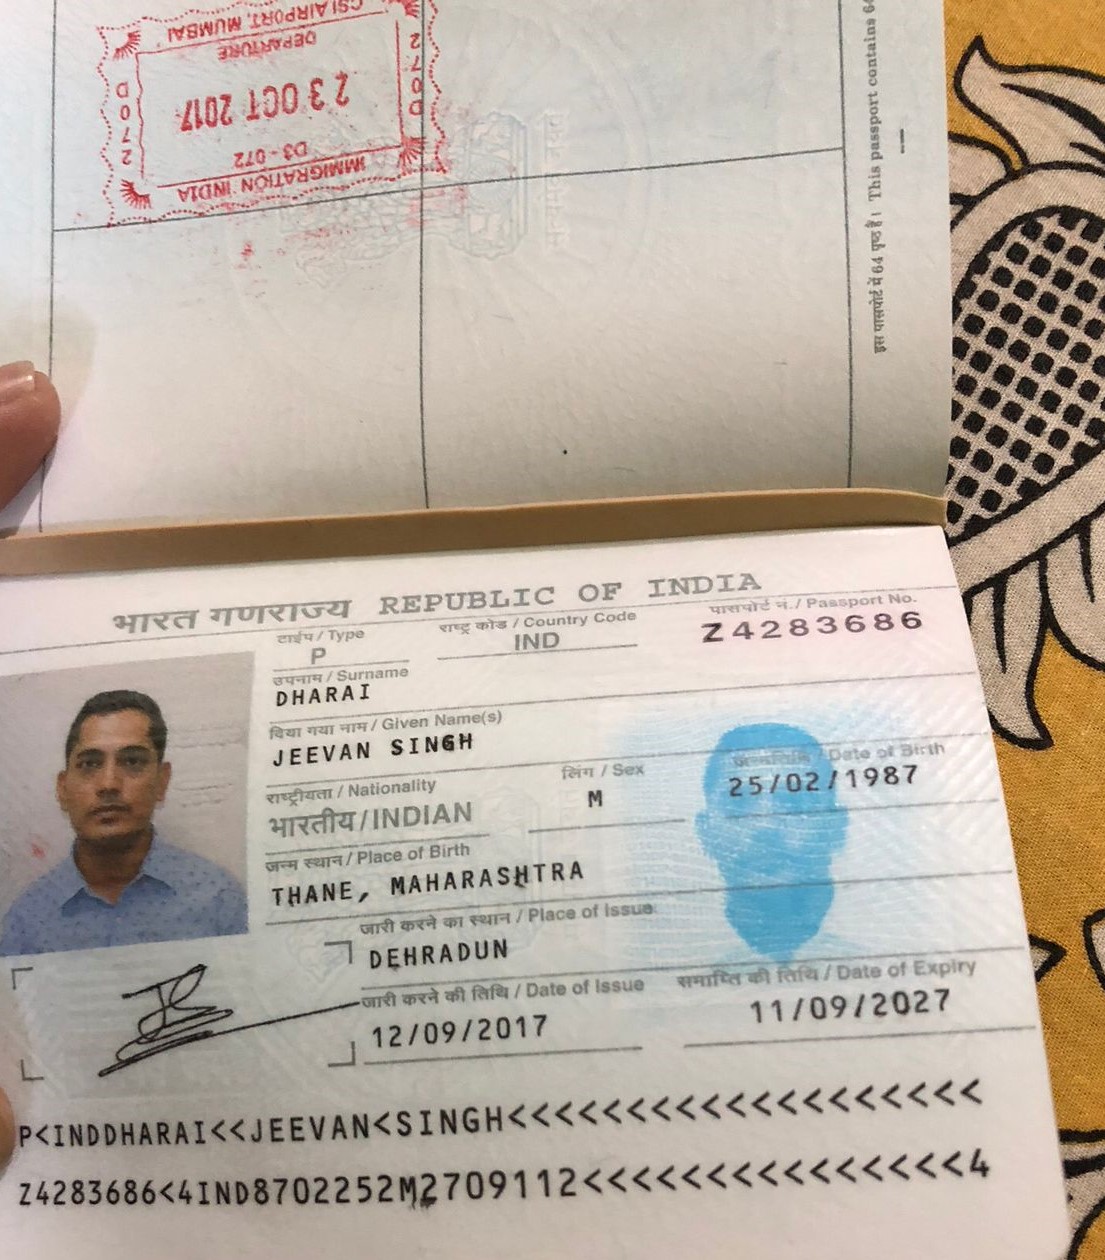 CSI AIRPORT, MUMBAI
DEPARTURE
23 OCT 2017
D3 - 072
IMMIGRATION INDIA
D 072
D 072
इस पासपोर्ट में 64 पृष्ठ हैं। This passport contains 64
भारत गणराज्य REPUBLIC OF INDIA
टाईप / Type
राष्ट्र कोड / Country Code
पासपोर्ट नं. / Passport No.
P
IND
Z4283686
उपनाम / Surname
DHARAI
दिया गया नाम / Given Name(s)
JEEVAN SINGH
राष्ट्रीयता / Nationality
लिंग / Sex
Date of Birth
भारतीय / INDIAN
M
25/02/1987
जन्म स्थान / Place of Birth
THANE, MAHARASHTRA
जारी करने का स्थान / Place of Issue
DEHRADUN
जारी करने की तिथि / Date of Issue
समाप्ति की तिथि / Date of Expiry
12/09/2017
11/09/2027
P<INDDHARAI<<JEEVAN<SINGH<<<<<<<<<<<<<<<<<<<
Z4283686<4IND8702252M2709112<<<<<<<<<<<<<<<4